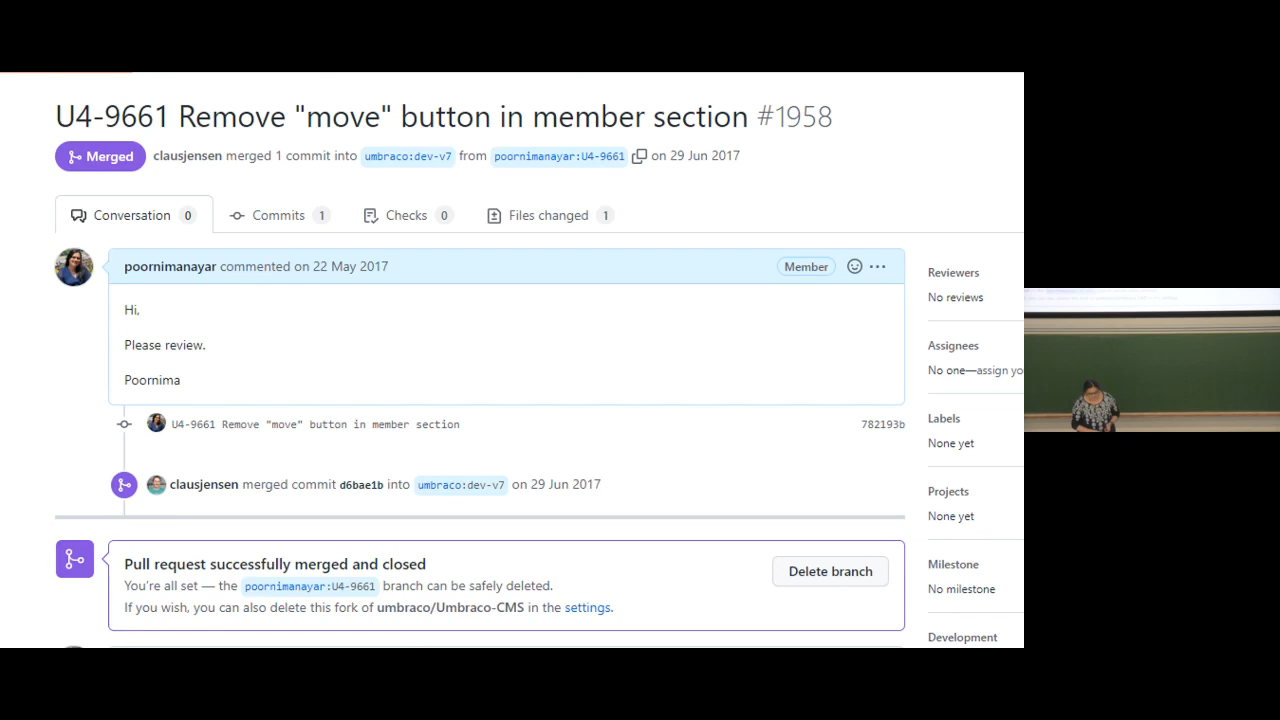 U4-9661 Remove "move" button in member section #1958
Merged clausjensen merged 1 commit into umbraco:dev-v7 from poornimanayar:U4-9661 on 29 Jun 2017
Conversation 0 Commits 1 Checks 0 Files changed 1
poornimanayar commented on 22 May 2017 Member
Hi,
Please review.
Poornima
U4-9661 Remove "move" button in member section 782193b
clausjensen merged commit d6bae1b into umbraco:dev-v7 on 29 Jun 2017
Pull request successfully merged and closed
You're all set — the poornimanayar:U4-9661 branch can be safely deleted.
If you wish, you can also delete this fork of umbraco/Umbraco-CMS in the settings.
Delete branch
Reviewers
No reviews
Assignees
No one—assign yo
Labels
None yet
Projects
None yet
Milestone
No milestone
Development